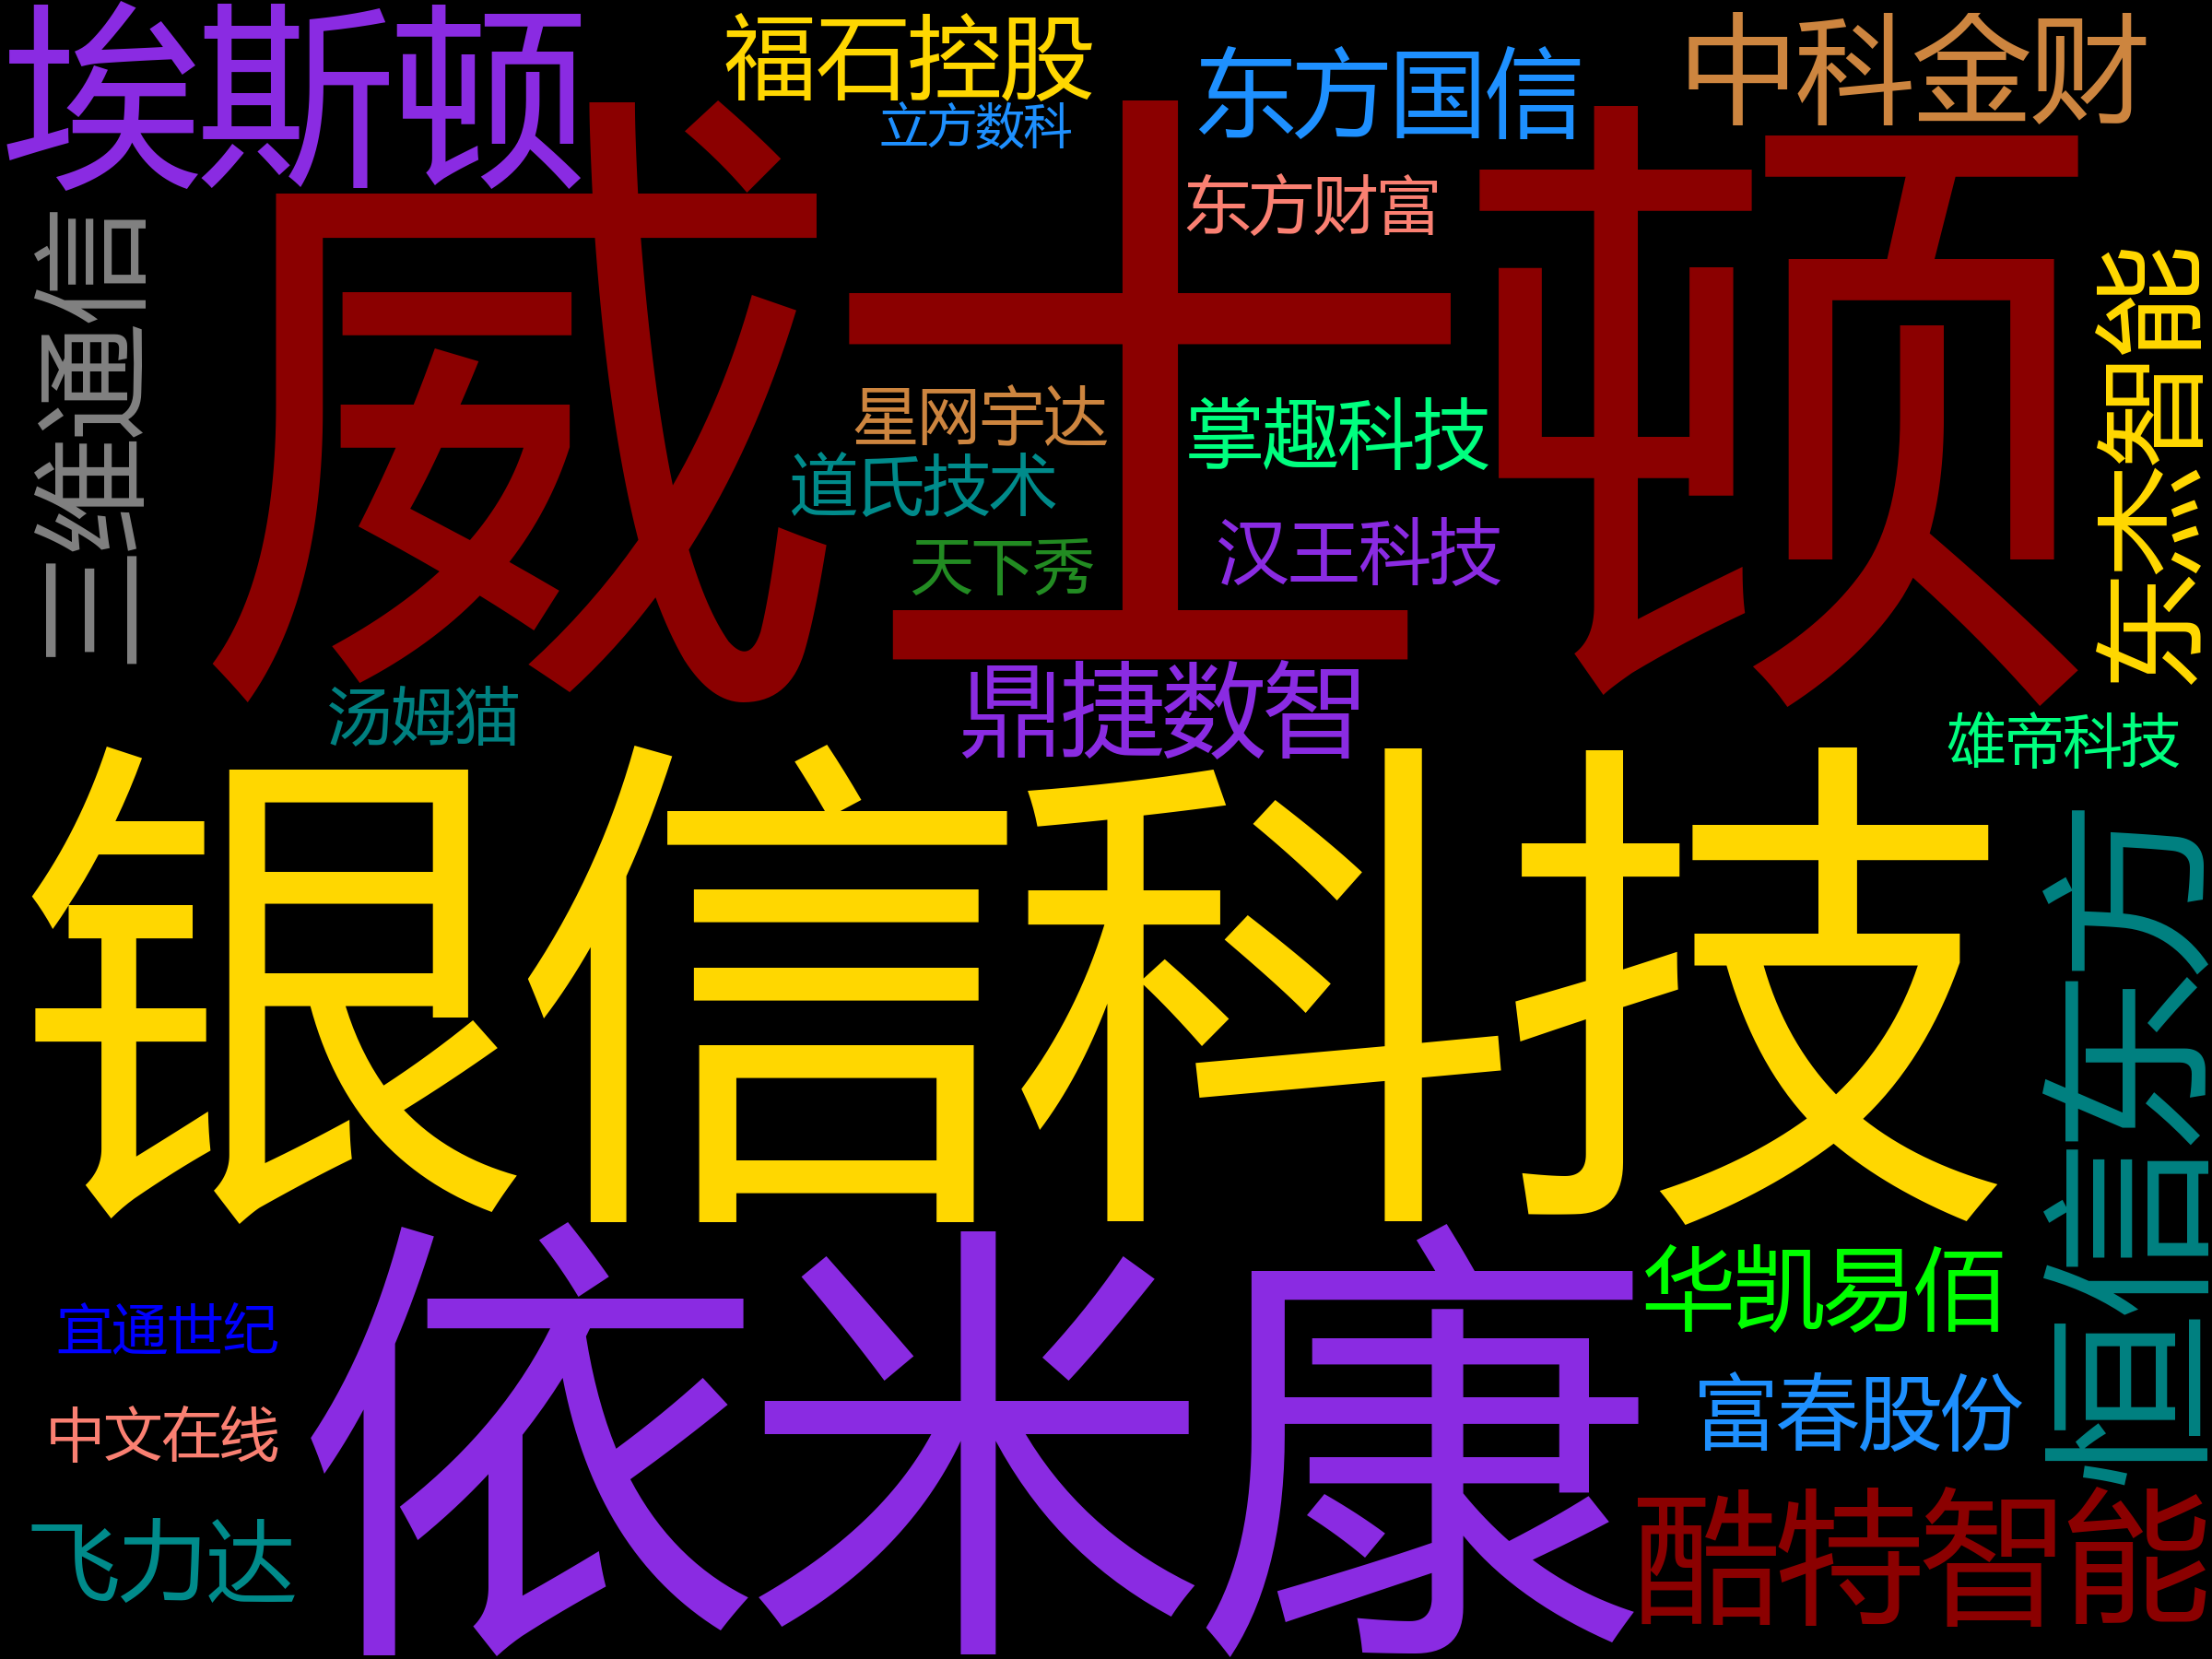 埃斯顿
福石控股
立方数科
东方国信
中科金财
东方财富
三维通信
威士顿
东杰智能
星网宇达
掌趣科技
道氏技术
汉王科技
天下秀
汤姆猫
鼎捷数智
雄帝科技
银信科技
恒信东方
依米康
华凯易佰
宜通世纪
富春股份
中文在线
酷特智能
飞力达